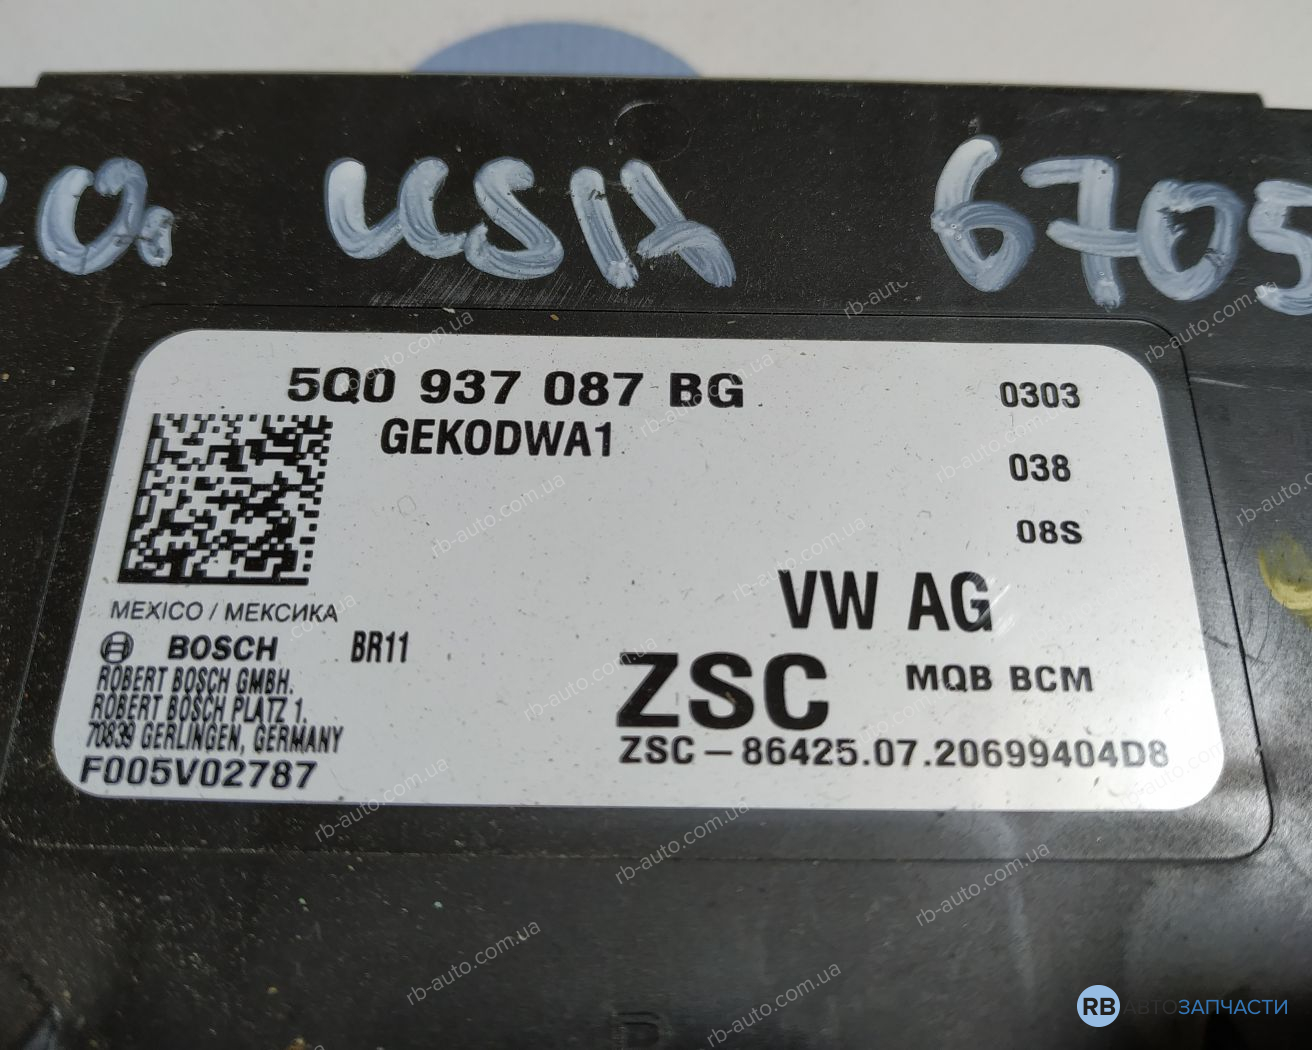 20. USA 6705
5Q0 937 087 BG 0303
GEKODWA1
038
08S
MEXICO / МЕКСИКА
VW AG
BOSCH BR11
ROBERT BOSCH GMBH.
ROBERT BOSCH PLATZ 1.
70839 GERLINGEN, GERMANY
F005V02787
ZSC MQB BCM
ZSC – 86425.07.20699404D8
rb-auto.com.ua
RB АВТОЗАПЧАСТИ